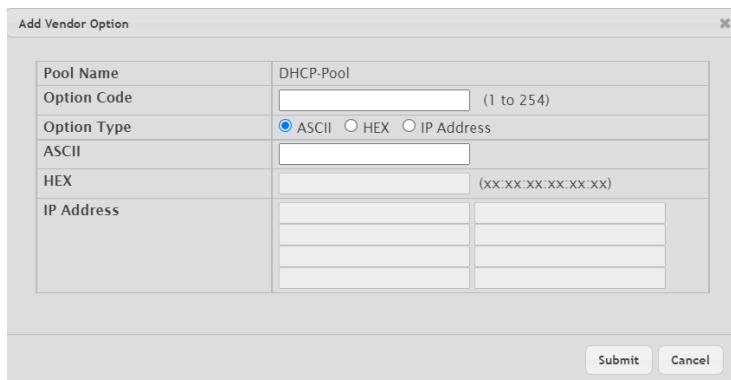 Add Vendor Option
Pool Name DHCP-Pool
Option Code (1 to 254)
Option Type ASCII HEX IP Address
ASCII
HEX (xx:xx:xx:xx:xx:xx)
IP Address
Submit Cancel